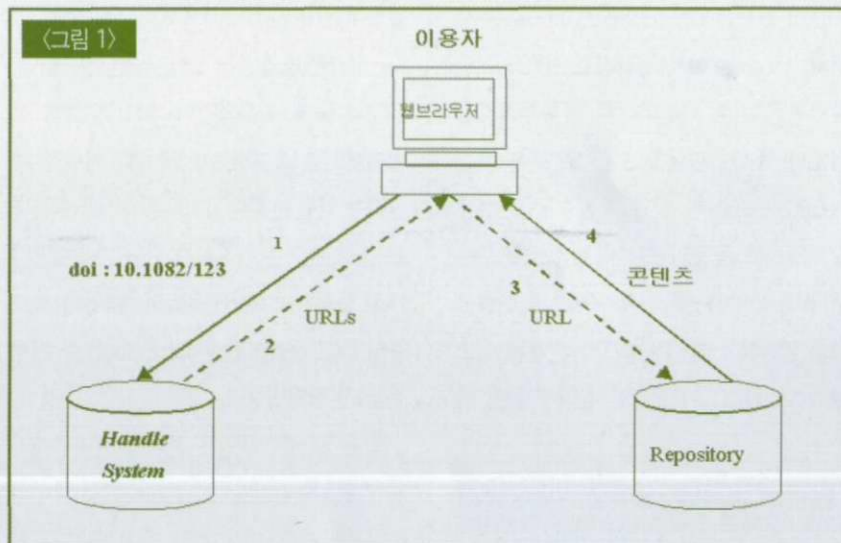 〈그림 1〉
이용자
웹브라우저
1
doi : 10.1082/123
URLs
2
4
콘텐츠
3
URL
Handle
System
Repository